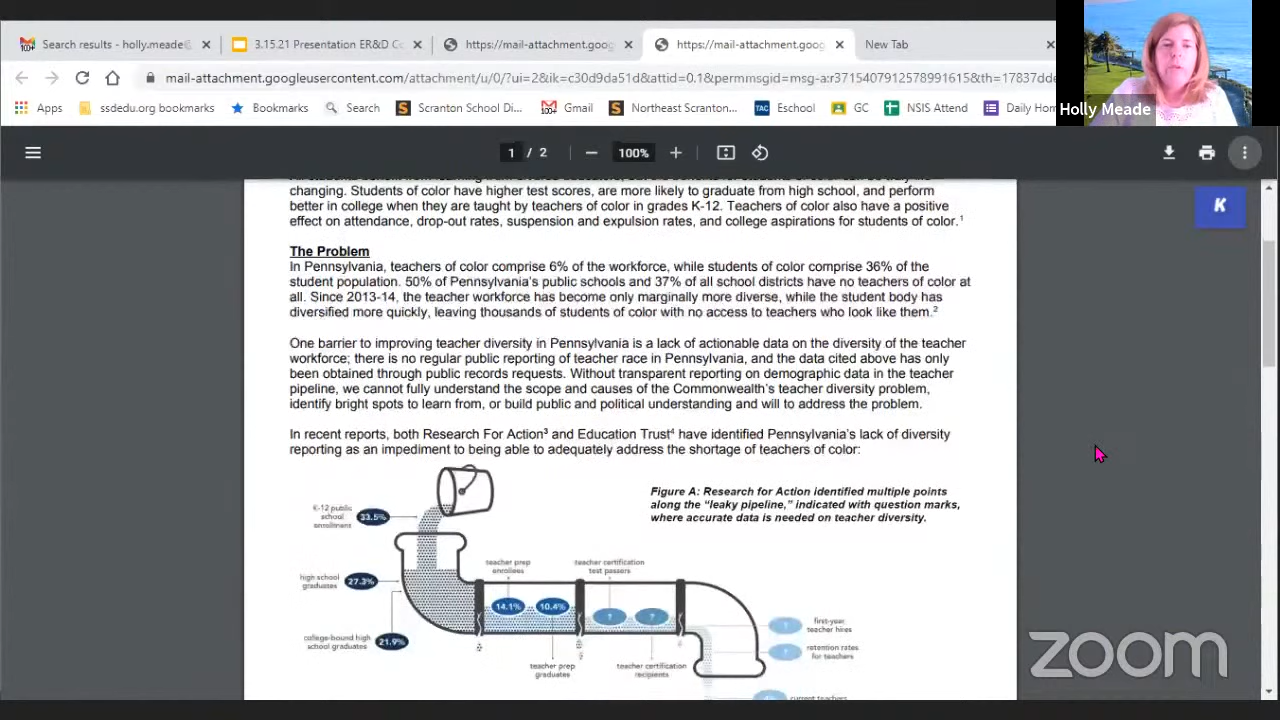 Search results - holly.meade@
3.15.21 Presentation ER&D C
https://mail-attachment.goog
https://mail-attachment.goog
New Tab
mail-attachment.googleusercontent.com/attachment/u/0/?ui=2&ik=c30d9da51d&attid=0.1&permmsgid=msg-a:r3715407912578991615&th=17837dde
Apps
ssdedu.org bookmarks
Bookmarks
Search
Scranton School Di...
Gmail
Northeast Scranton...
Eschool
GC
NSIS Attend
Daily Hom
Holly Meade
1 / 2
100%
K
changing. Students of color have higher test scores, are more likely to graduate from high school, and perform
better in college when they are taught by teachers of color in grades K-12. Teachers of color also have a positive
effect on attendance, drop-out rates, suspension and expulsion rates, and college aspirations for students of color.¹
The Problem
In Pennsylvania, teachers of color comprise 6% of the workforce, while students of color comprise 36% of the
student population. 50% of Pennsylvania's public schools and 37% of all school districts have no teachers of color at
all. Since 2013-14, the teacher workforce has become only marginally more diverse, while the student body has
diversified more quickly, leaving thousands of students of color with no access to teachers who look like them.²
One barrier to improving teacher diversity in Pennsylvania is a lack of actionable data on the diversity of the teacher
workforce; there is no regular public reporting of teacher race in Pennsylvania, and the data cited above has only
been obtained through public records requests. Without transparent reporting on demographic data in the teacher
pipeline, we cannot fully understand the scope and causes of the Commonwealth's teacher diversity problem,
identify bright spots to learn from, or build public and political understanding and will to address the problem.
In recent reports, both Research For Action³ and Education Trust⁴ have identified Pennsylvania's lack of diversity
reporting as an impediment to being able to adequately address the shortage of teachers of color:
Figure A: Research for Action identified multiple points
along the "leaky pipeline," indicated with question marks,
where accurate data is needed on teacher diversity.
K-12 public
school
enrollment
33.5%
high school
graduates
27.3%
college-bound high
school graduates
21.9%
teacher prep
enrollees
14.1%
10.4%
teacher prep
graduates
teacher certification
test passers
?
?
teacher certification
recipients
?
first-year
teacher hires
?
retention rates
for teachers
current teachers
zoom